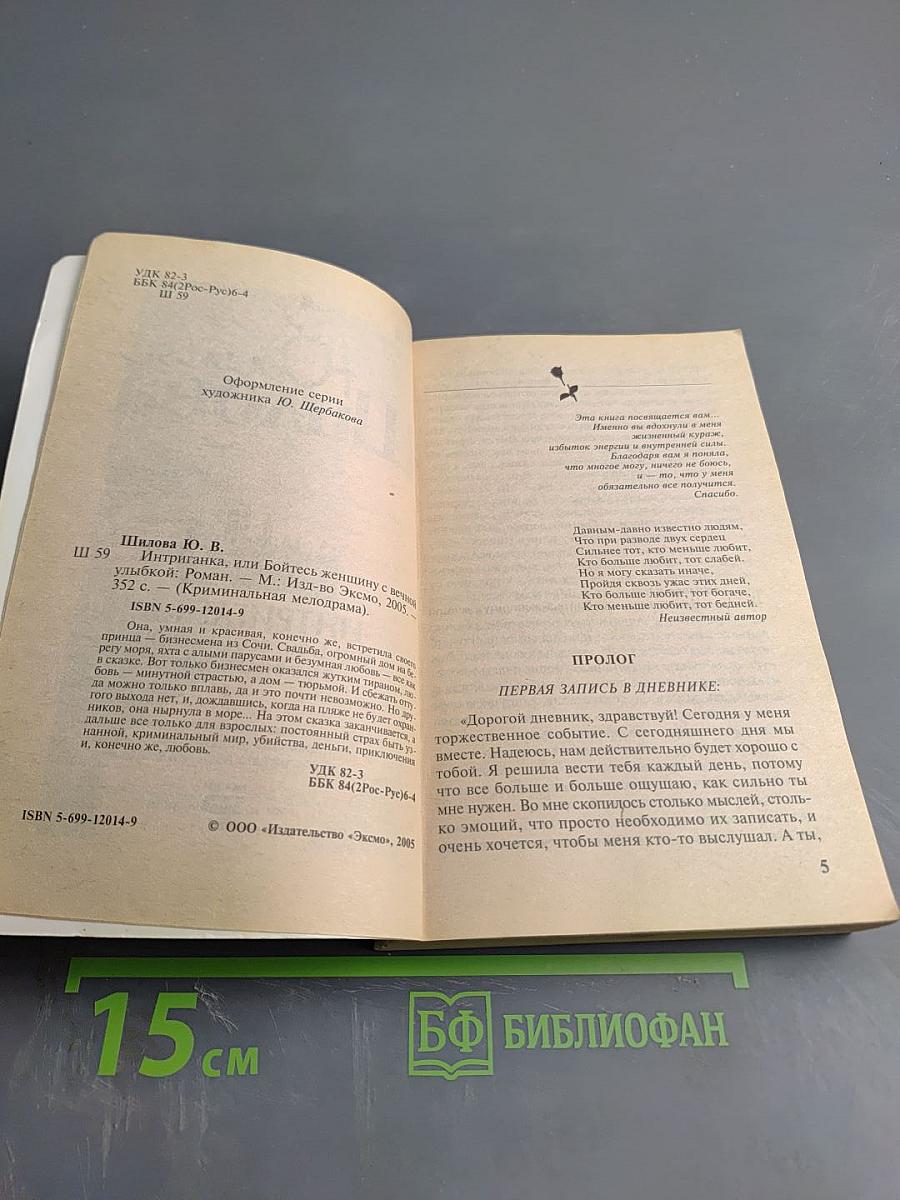 УДК 82-3
ББК 84(2Рос-Рус)6-4
Ш 59
Оформление серии
художника Ю. Щербакова
Шилова Ю. В.
Ш 59 Интриганка, или Бойтесь женщину с вечной
улыбкой: Роман. — М.: Изд-во Эксмо, 2005. —
352 с. — (Криминальная мелодрама).
ISBN 5-699-12014-9
Она, умная и красивая, конечно же, встретила своего
принца — бизнесмена из Сочи. Свадьба, огромный дом на бе-
регу моря, яхта с алыми парусами и безумная любовь — все как
в сказке. Вот только бизнесмен оказался жутким тираном, лю-
бовь — минутной страстью, а дом — тюрьмой. И сбежать отту-
да можно только вплавь, да и это почти невозможно. Но дру-
гого выхода нет, и, дождавшись, когда на пляже не будет охран-
ников, она нырнула в море... На этом сказка заканчивается, а
дальше все только для взрослых: постоянный страх быть уз-
нанной, криминальный мир, убийства, деньги, приключения
и, конечно же, любовь.
УДК 82-3
ББК 84(2Рос-Рус)6-4
ISBN 5-699-12014-9
© ООО «Издательство «Эксмо», 2005
Эта книга посвящается вам...
Именно вы вдохнули в меня
жизненный кураж,
избыток энергии и внутренней силы.
Благодаря вам я поняла,
что многое могу, ничего не боюсь,
и — то, что у меня
обязательно все получится.
Спасибо.
Давным-давно известно людям,
Что при разводе двух сердец
Сильнее тот, кто меньше любит,
Кто больше любит, тот слабей.
Но я могу сказать иначе,
Пройдя сквозь ужас этих дней,
Кто больше любит, тот богаче,
Кто меньше любит, тот бедней.
Неизвестный автор
ПРОЛОГ
ПЕРВАЯ ЗАПИСЬ В ДНЕВНИКЕ:
«Дорогой дневник, здравствуй! Сегодня у меня
торжественное событие. С сегодняшнего дня мы
вместе. Надеюсь, нам действительно будет хорошо с
тобой. Я решила вести тебя каждый день, потому
что все больше и больше ощущаю, как сильно ты
мне нужен. Во мне скопилось столько мыслей, столь-
ко эмоций, что просто необходимо их записать, и
очень хочется, чтобы меня кто-то выслушал. А ты,
5
15 см
БФ БИБЛИОФАН